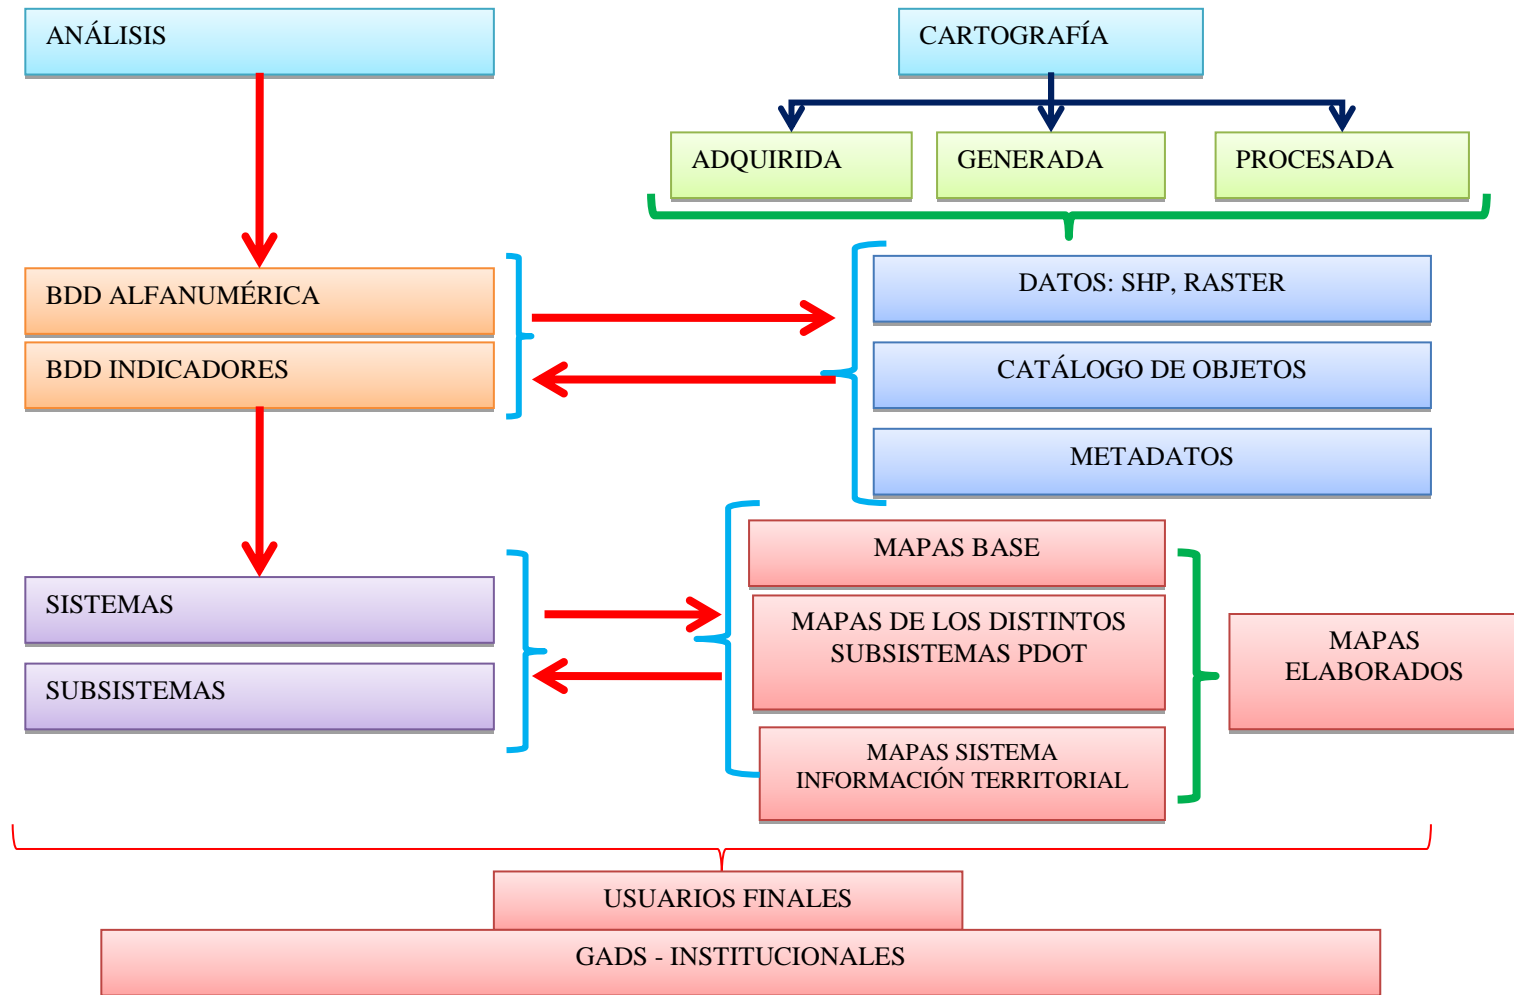 ANÁLISIS
CARTOGRAFÍA
ADQUIRIDA
GENERADA
PROCESADA
BDD ALFANUMÉRICA
BDD INDICADORES
DATOS: SHP, RASTER
CATÁLOGO DE OBJETOS
METADATOS
SISTEMAS
SUBSISTEMAS
MAPAS BASE
MAPAS DE LOS DISTINTOS
SUBSISTEMAS PDOT
MAPAS SISTEMA
INFORMACIÓN TERRITORIAL
MAPAS
ELABORADOS
USUARIOS FINALES
GADS - INSTITUCIONALES